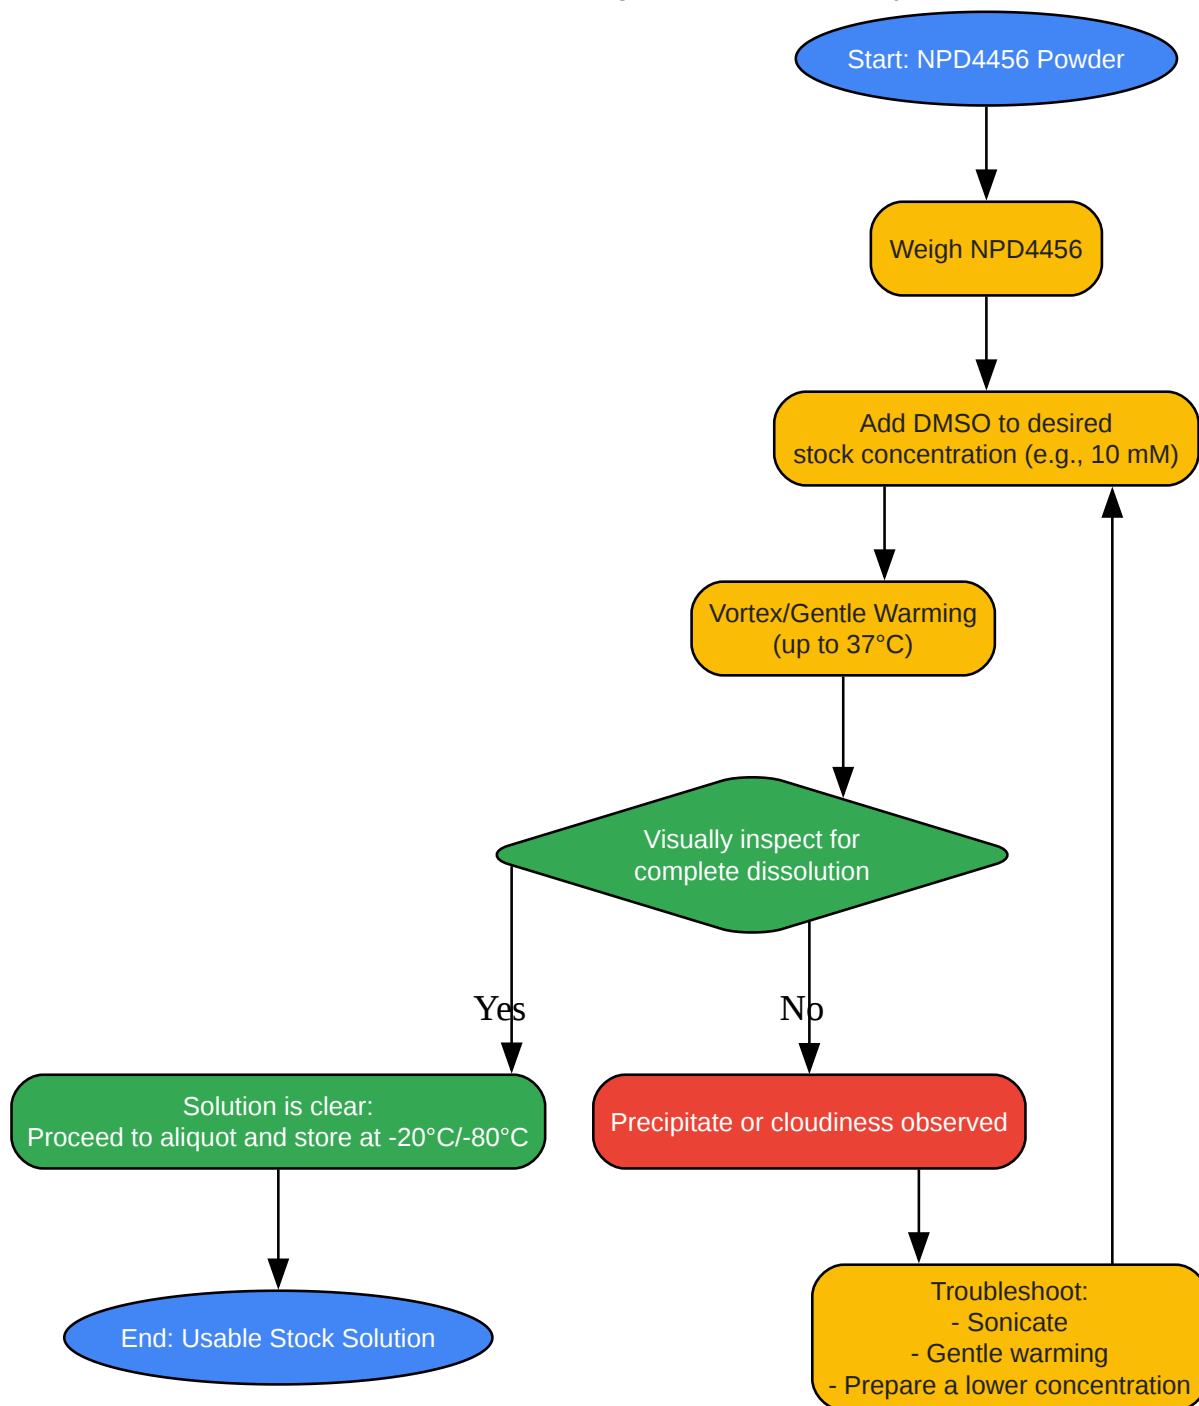 Start: NPD4456 Powder
Weigh NPD4456
Add DMSO to desired
stock concentration (e.g., 10 mM)
Vortex/Gentle Warming
(up to 37°C)
Visually inspect for
complete dissolution
Yes
No
Solution is clear:
Proceed to aliquot and store at -20°C/-80°C
Precipitate or cloudiness observed
End: Usable Stock Solution
Troubleshoot:
- Sonicate
- Gentle warming
- Prepare a lower concentration